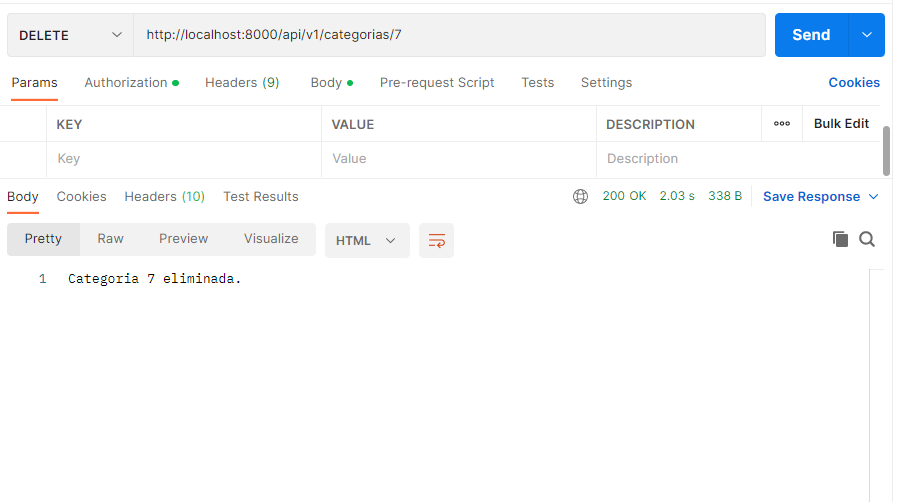 DELETE http://localhost:8000/api/v1/categorias/7 Send
Params Authorization Headers (9) Body Pre-request Script Tests Settings Cookies
KEY VALUE DESCRIPTION ooo Bulk Edit
Key Value Description
Body Cookies Headers (10) Test Results 200 OK 2.03 s 338 B Save Response
Pretty Raw Preview Visualize HTML
1 Categoria 7 eliminada.